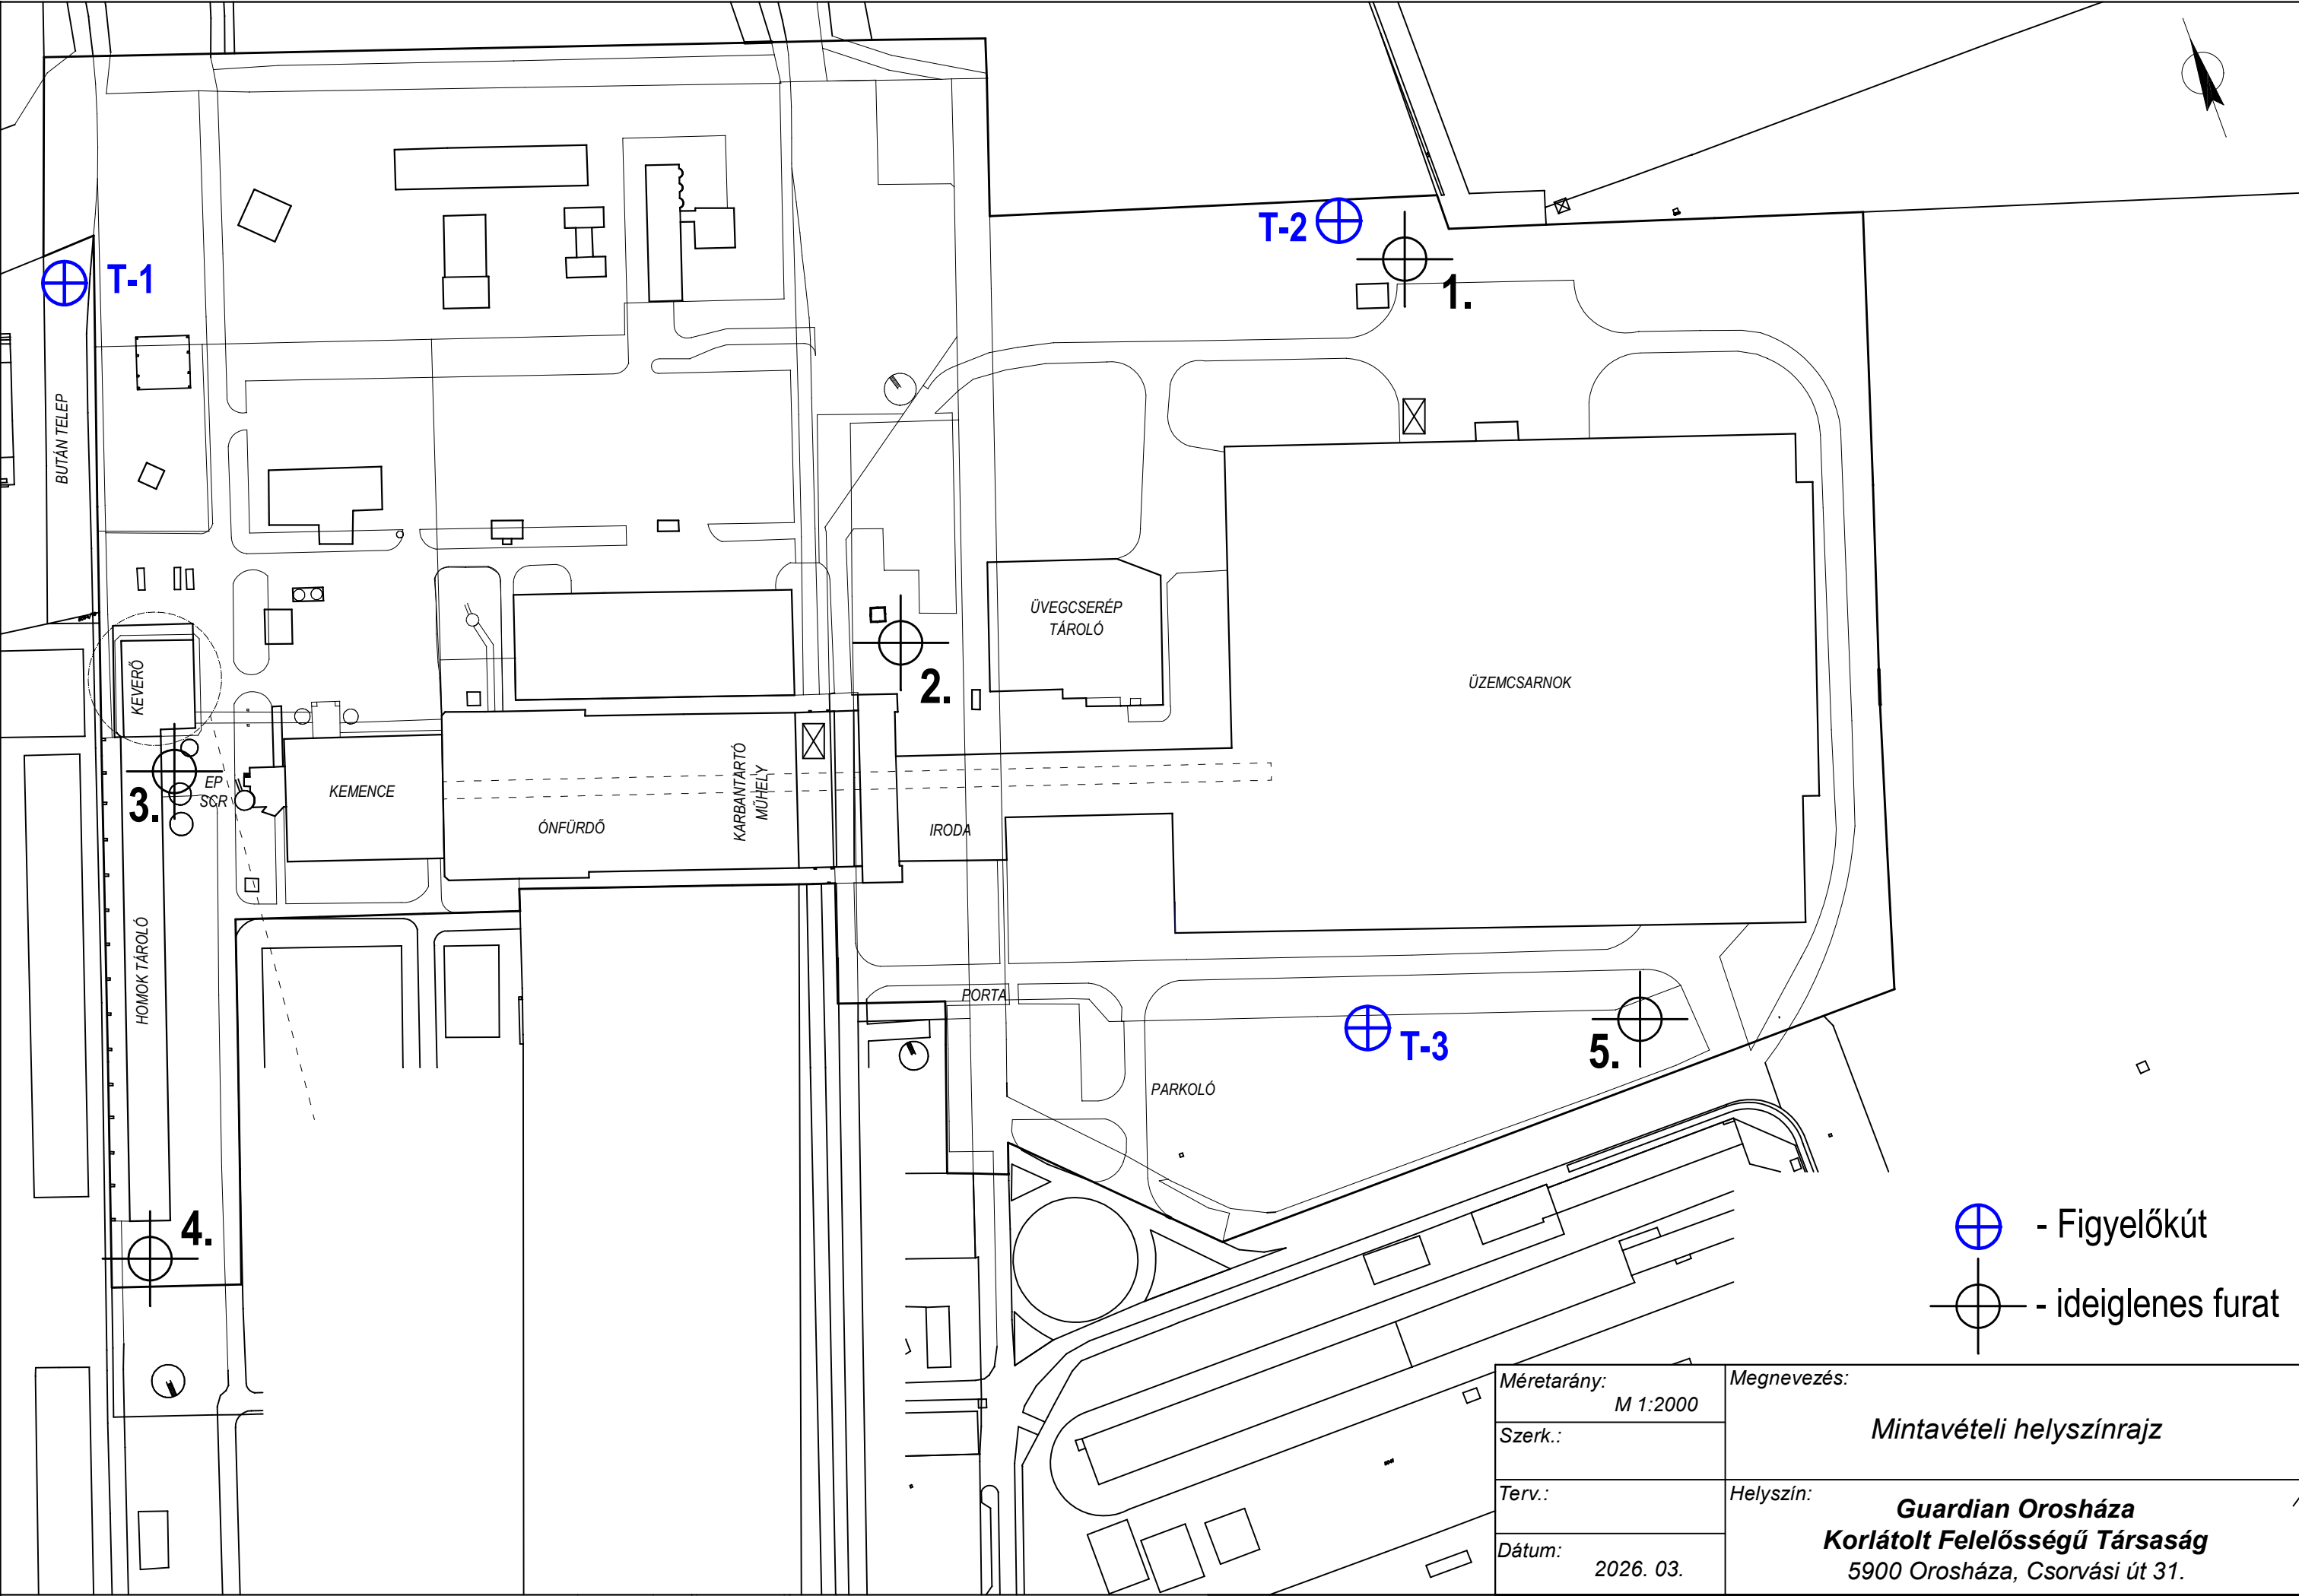 T-2
T-1
1.
BUTÁN TELEP
ÜVEGCSERÉP
TÁROLÓ
2.
ÜZEMCSARNOK
KEVERŐ
3.
EP
SCR
KEMENCE
ÓNFÜRDŐ
KARBANTARTÓ
MŰHELY
IRODA
HOMOK TÁROLÓ
PORTA
T-3
5.
PARKOLÓ
4.
- Figyelőkút
- ideiglenes furat
Méretarány:
M 1:2000
Megnevezés:
Mintavételi helyszínrajz
Szerk.:
Terv.:
Helyszín:
Guardian Orosháza
Korlátolt Felelősségű Társaság
5900 Orosháza, Csorvási út 31.
Dátum:
2026. 03.